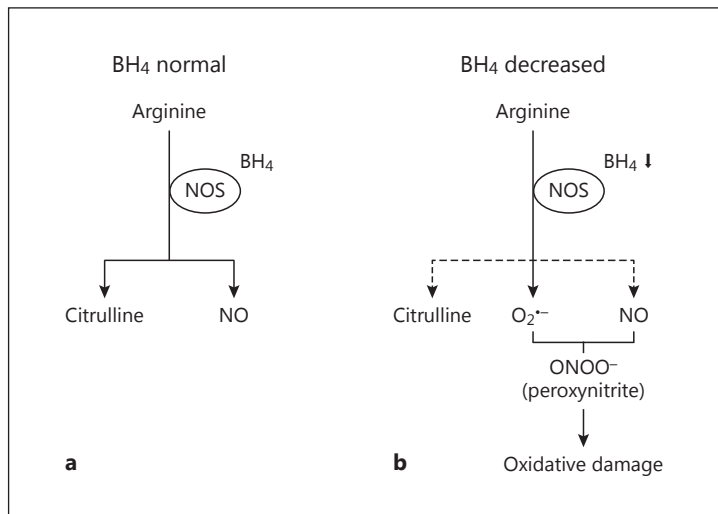 BH₄ normal
Arginine
BH₄
NOS
Citrulline NO
a
BH₄ decreased
Arginine
BH₄ ⬇
NOS
Citrulline O₂•− NO
ONOO−
(peroxynitrite)
Oxidative damage
b